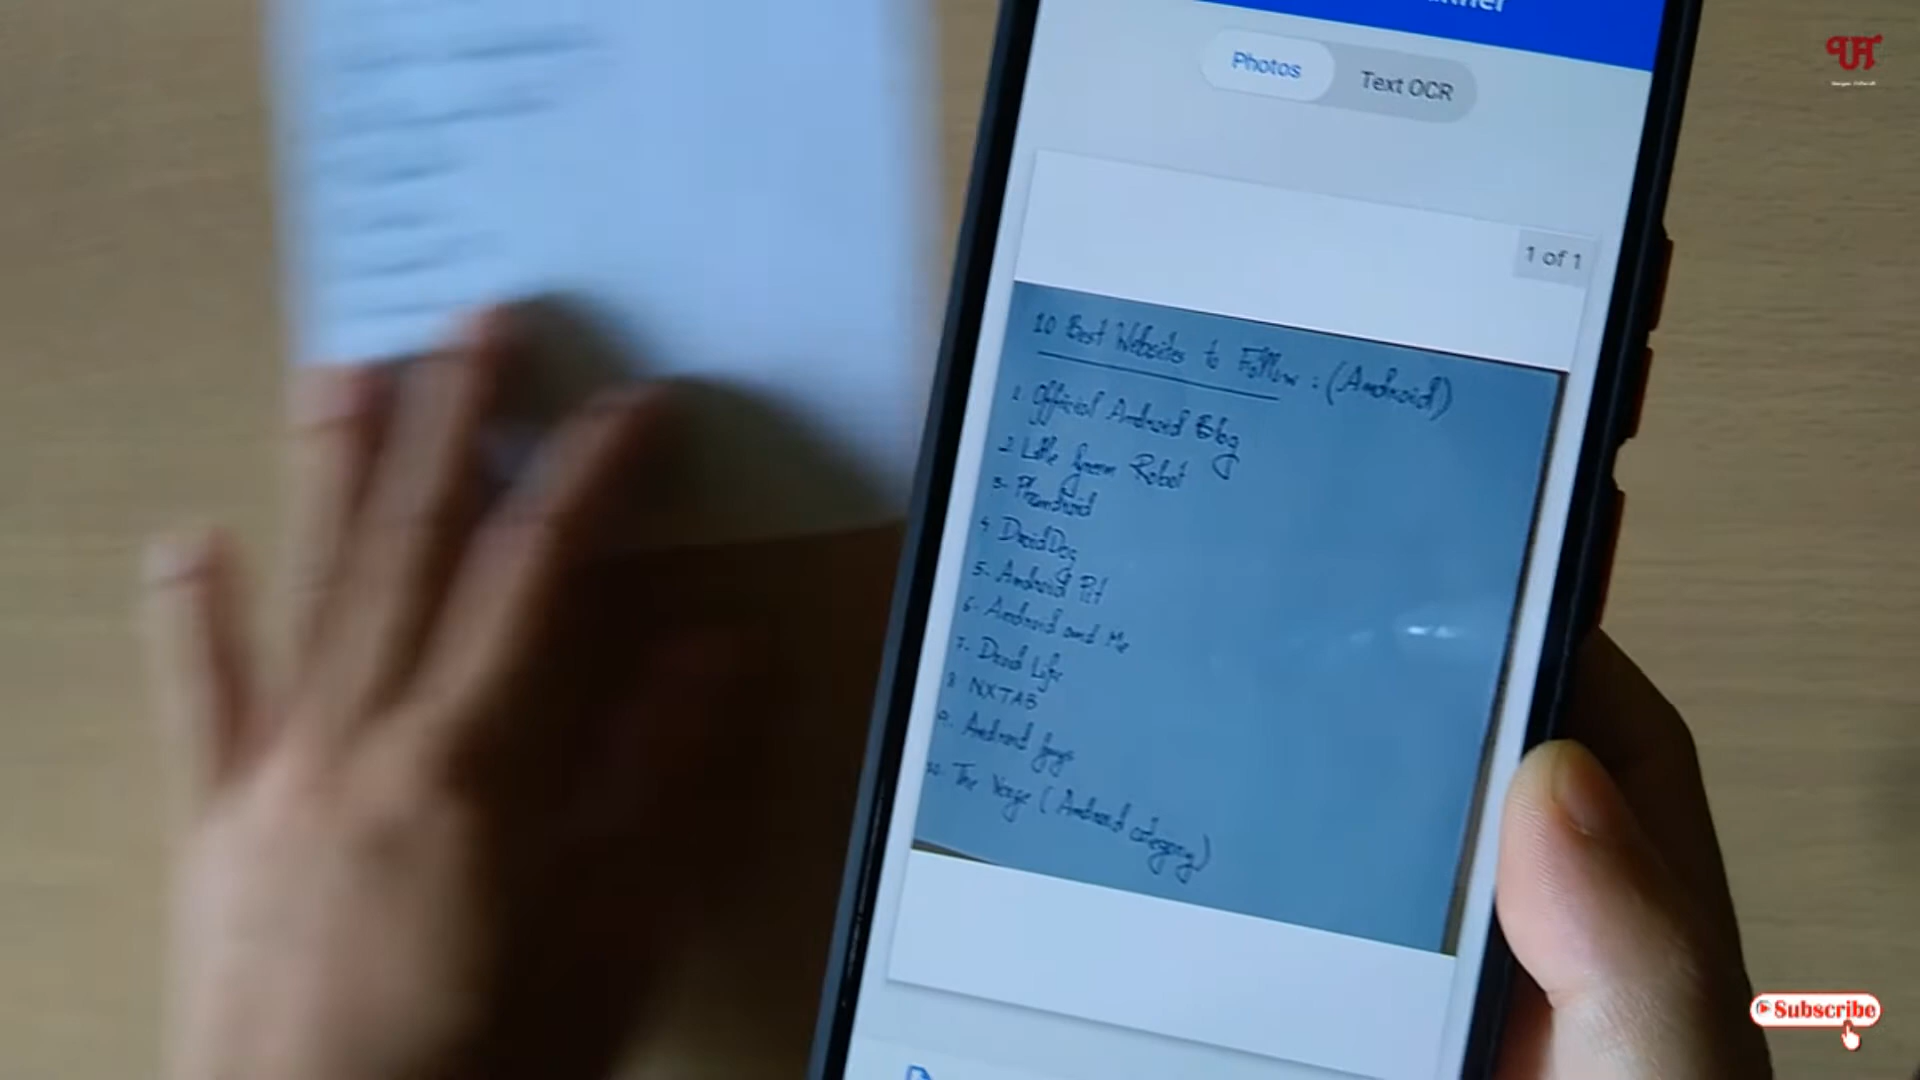 Photos
Text OCR
1 of 1
10 Best Websites to Follow : (Android)
1. Official Android Blog
2. Little Green Robot
3. Phandroid
4. DroidDog
5. Android Pit
6. Android and Me
7. Droid Life
8. NXTAB
9. Android Guys
10. The Verge (Android category)
Subscribe